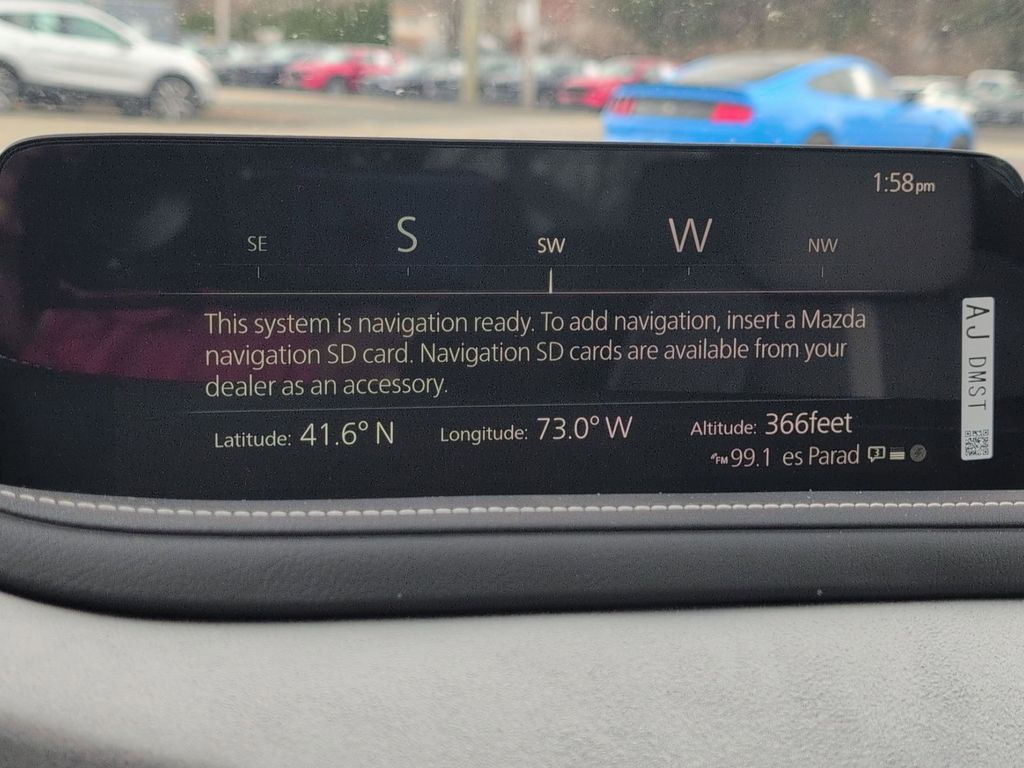 1:58pm
SE S SW W NW
This system is navigation ready. To add navigation, insert a Mazda
navigation SD card. Navigation SD cards are available from your
dealer as an accessory.
Latitude: 41.6° N Longitude: 73.0° W Altitude: 366feet
FM 99.1 es Parad 3
AJ DMST